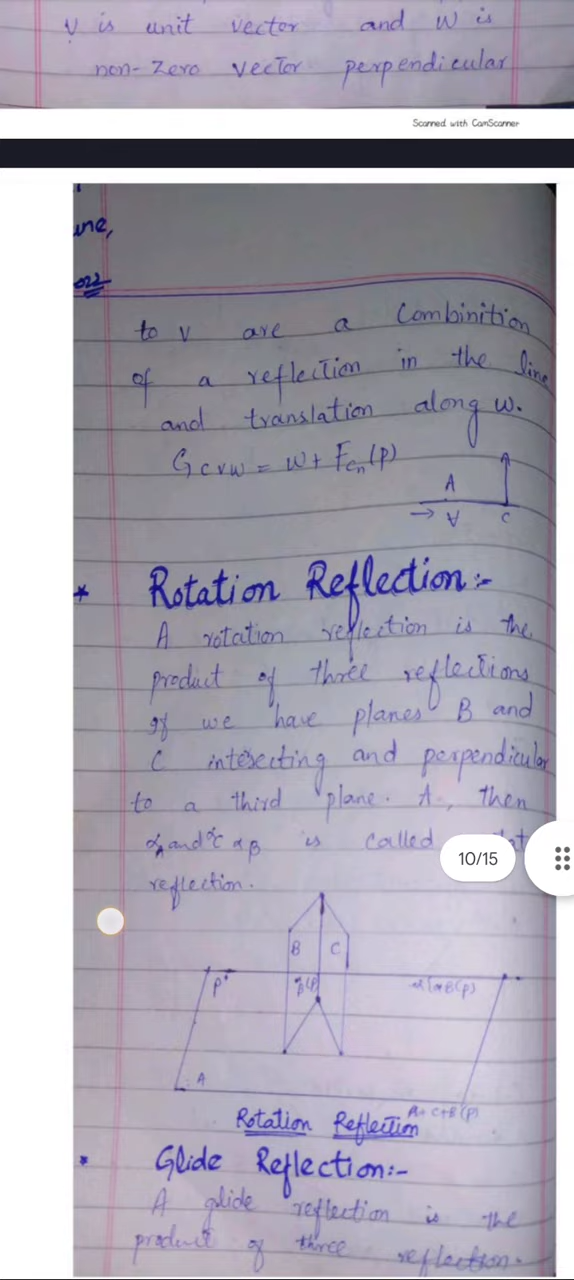 v is unit vector and w is
non-zero vector perpendicular
Scanned with CamScanner
une,
to v are a Combinition
of a reflection in the line
and translation along w.
A
→ V C
* Rotation Reflection:-
A rotation reflection is the
product of three reflections
If we have planes B and
C intesecting and perpendicular
to a third plane. A, then
is called
10/15
reflection.
B C
P
A
Rotation Reflection
* Glide Reflection:-
A glide reflection is the
product of three reflection.